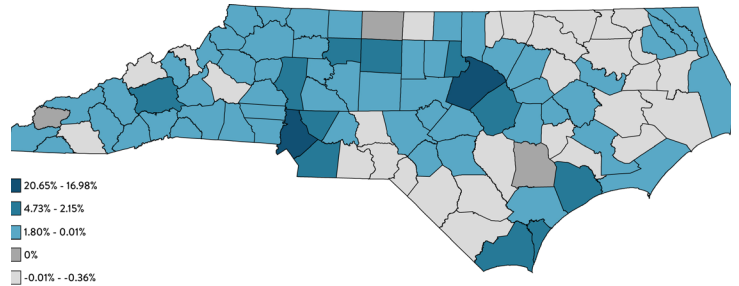 20.65% - 16.98%
4.73% - 2.15%
1.80% - 0.01%
0%
-0.01% - -0.36%